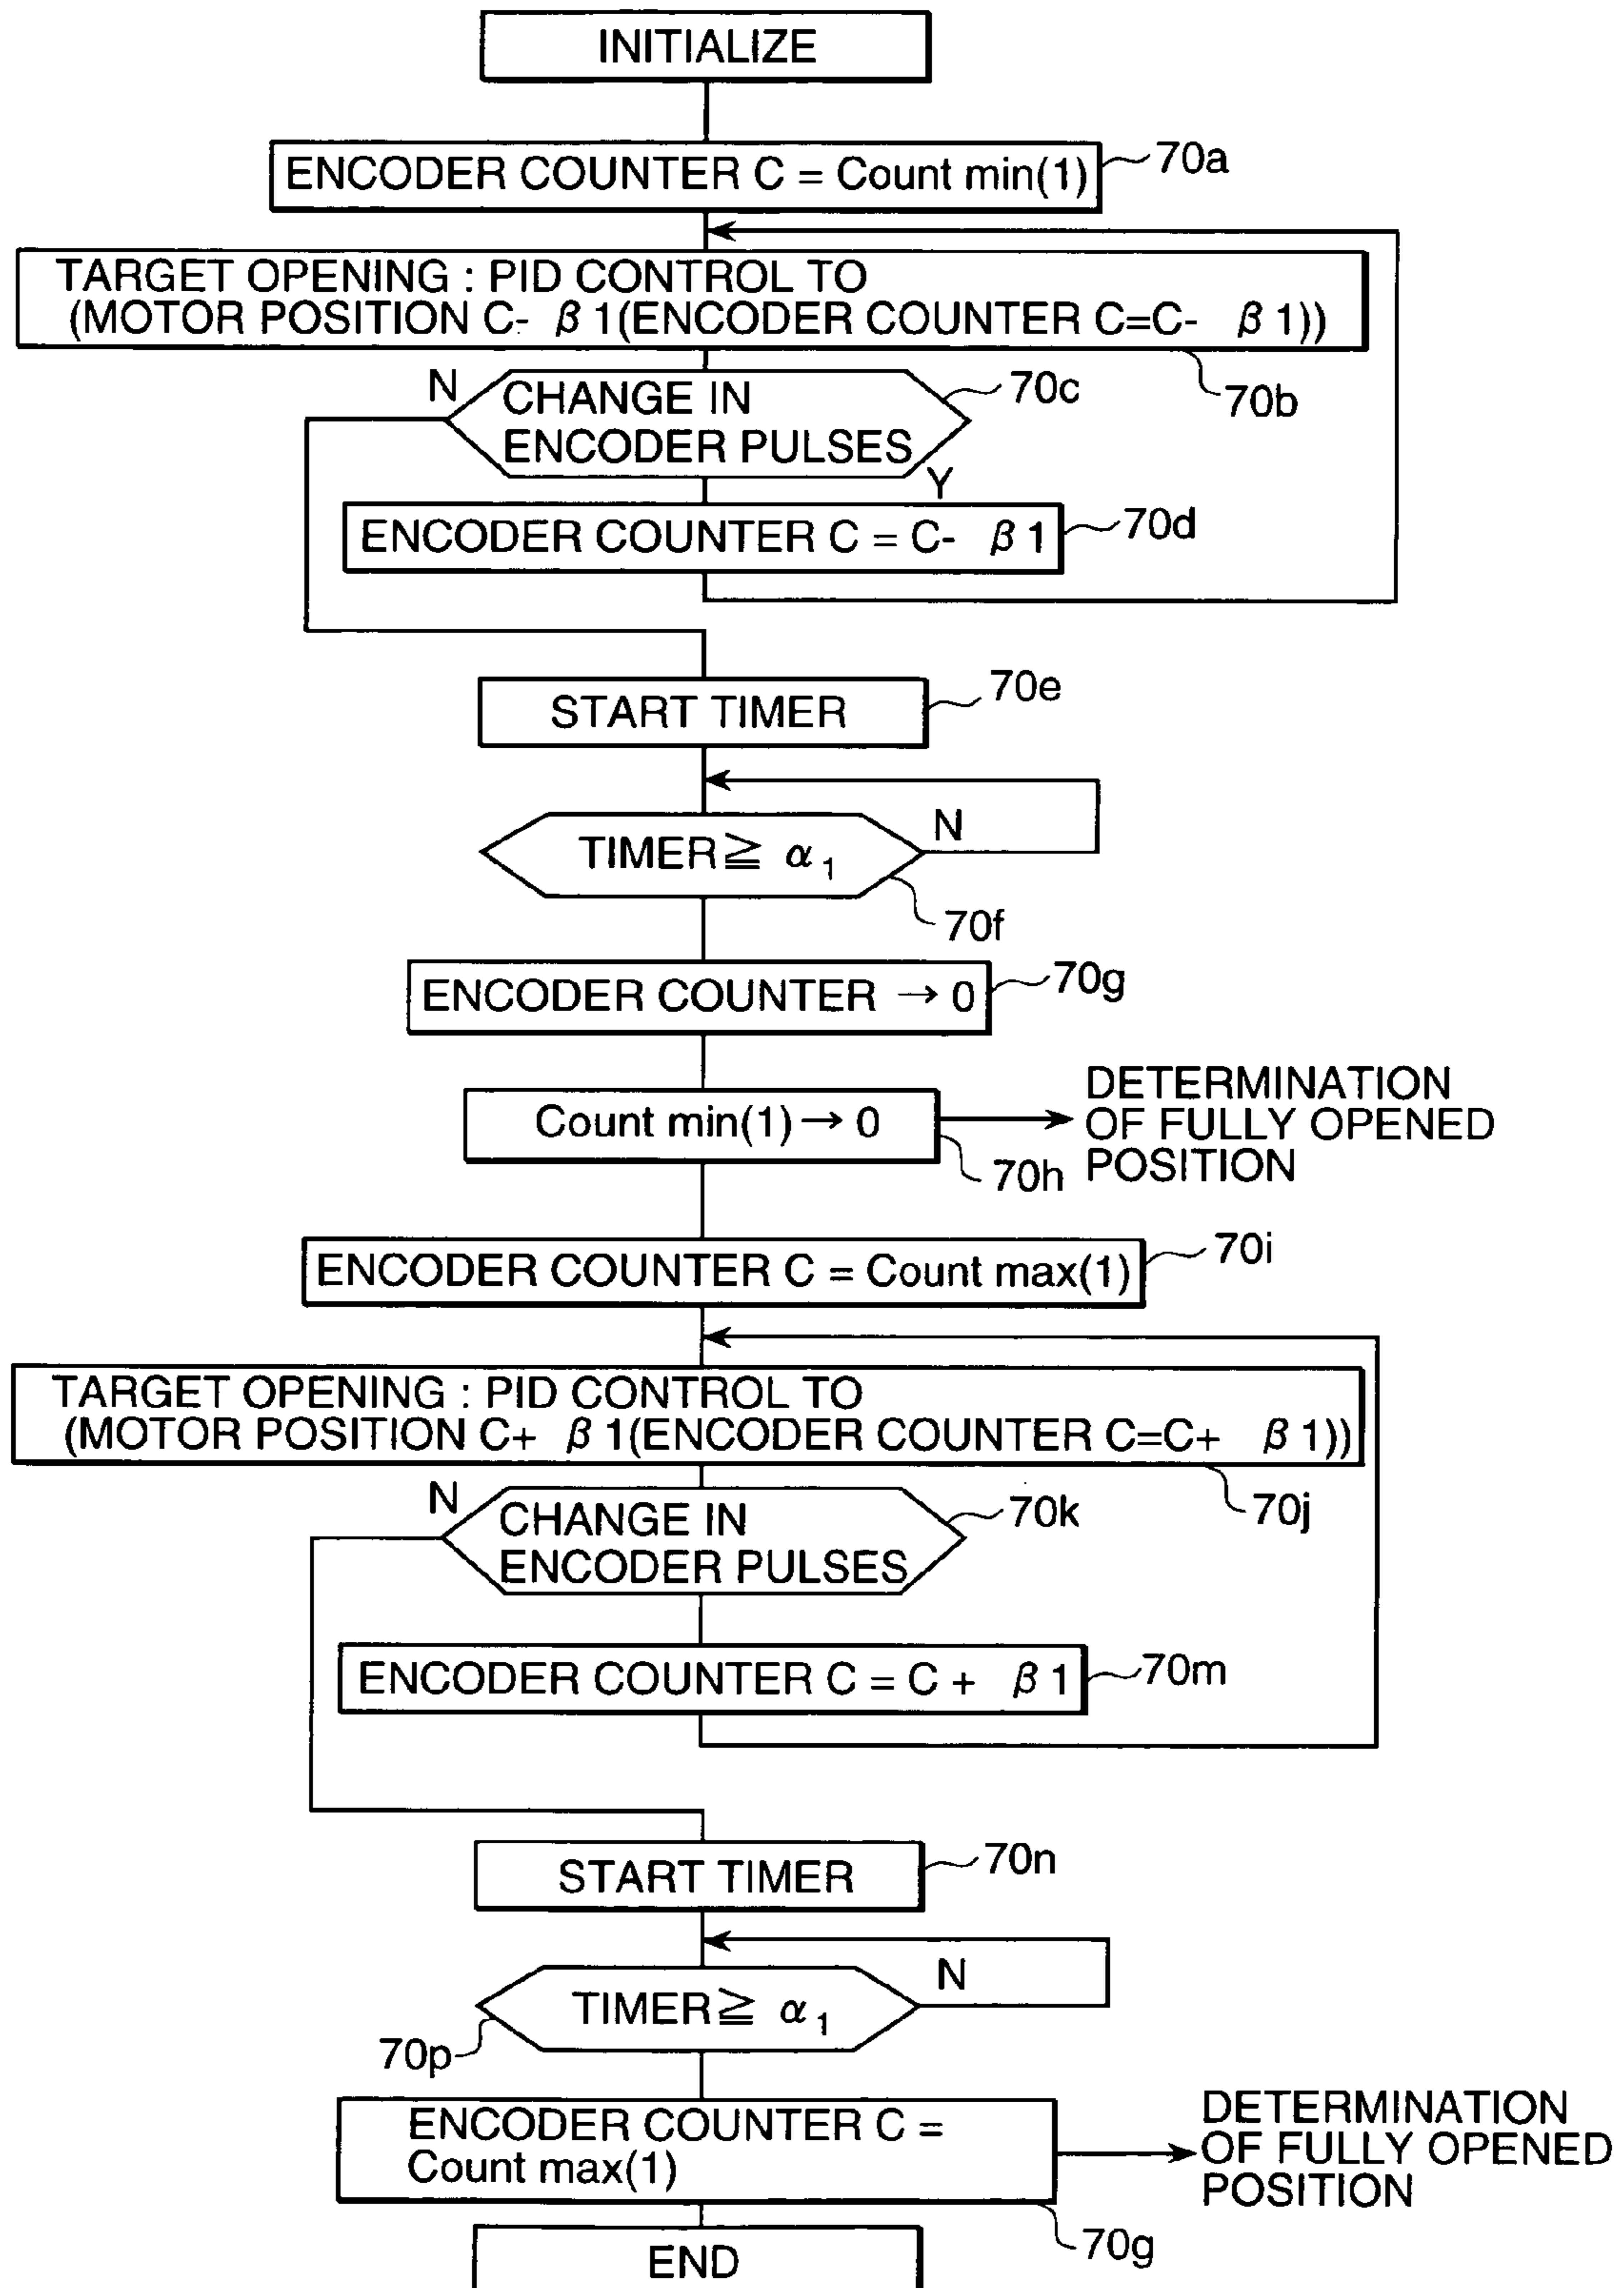 INITIALIZE
ENCODER COUNTER C = Count min(1)
70a
TARGET OPENING : PID CONTROL TO
(MOTOR POSITION C- β1(ENCODER COUNTER C=C- β1))
70b
N
CHANGE IN
ENCODER PULSES
70c
Y
ENCODER COUNTER C = C- β1
70d
START TIMER
70e
TIMER ≧ α1
N
70f
ENCODER COUNTER → 0
70g
Count min(1) → 0
70h
DETERMINATION
OF FULLY OPENED
POSITION
ENCODER COUNTER C = Count max(1)
70i
TARGET OPENING : PID CONTROL TO
(MOTOR POSITION C+ β1(ENCODER COUNTER C=C+ β1))
70j
N
CHANGE IN
ENCODER PULSES
70k
ENCODER COUNTER C = C + β1
70m
START TIMER
70n
TIMER ≧ α1
N
70p
ENCODER COUNTER C =
Count max(1)
70g
DETERMINATION
OF FULLY OPENED
POSITION
END